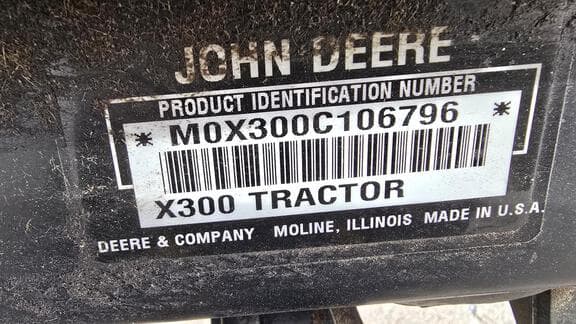 JOHN DEERE
PRODUCT IDENTIFICATION NUMBER
* M0X300C106796 *
X300 TRACTOR
DEERE & COMPANY MOLINE, ILLINOIS MADE IN U.S.A.